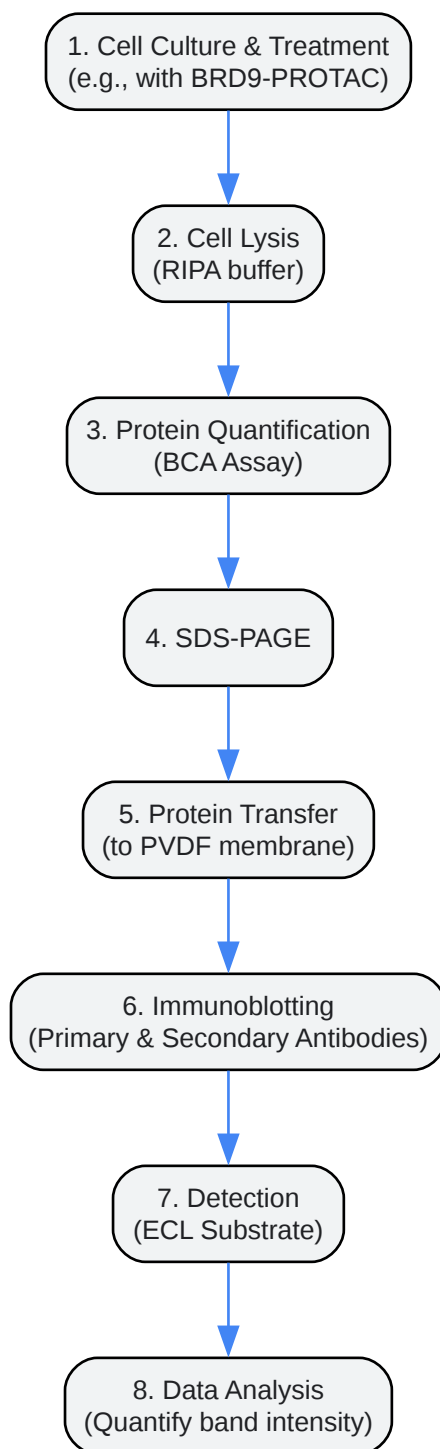 1. Cell Culture & Treatment
(e.g., with BRD9-PROTAC)
2. Cell Lysis
(RIPA buffer)
3. Protein Quantification
(BCA Assay)
4. SDS-PAGE
5. Protein Transfer
(to PVDF membrane)
6. Immunoblotting
(Primary & Secondary Antibodies)
7. Detection
(ECL Substrate)
8. Data Analysis
(Quantify band intensity)